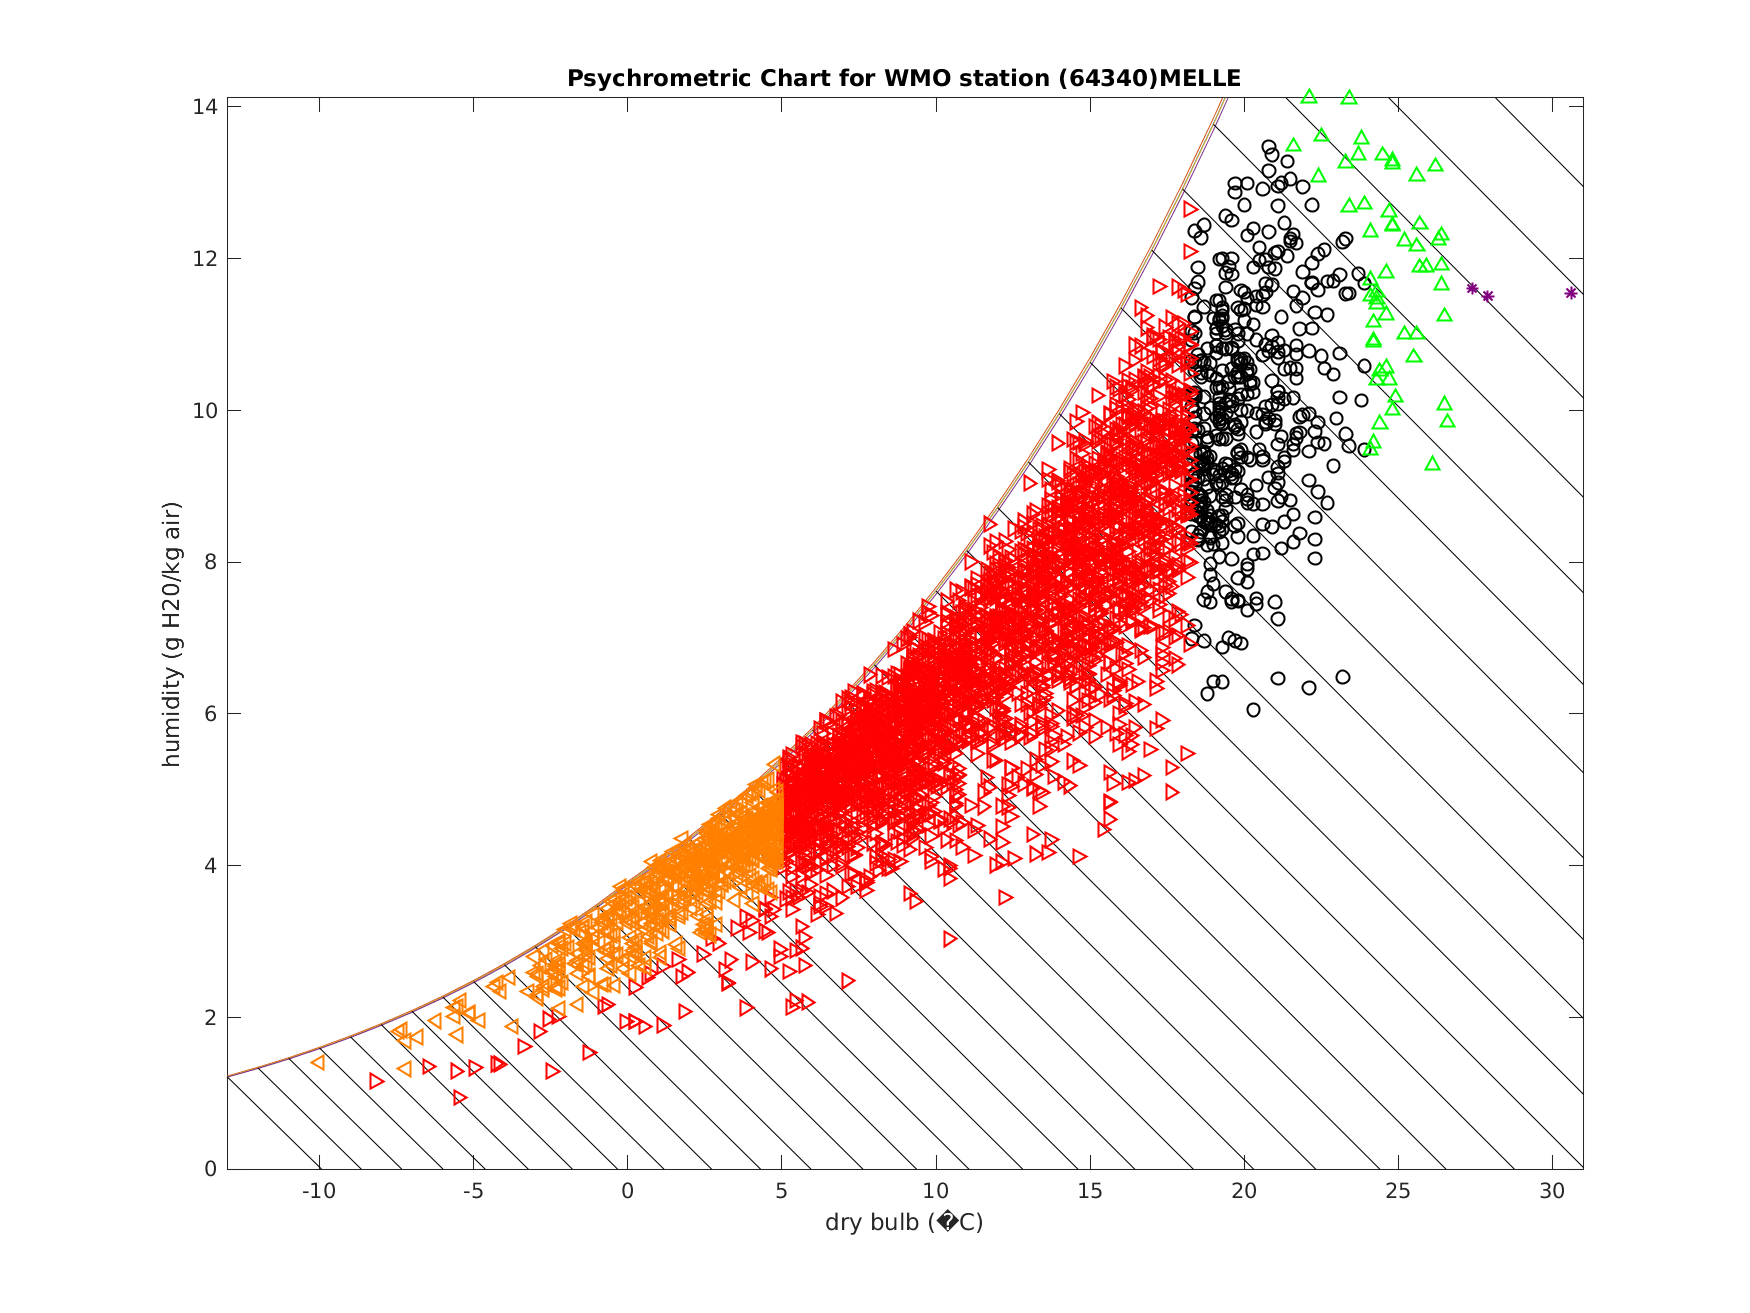 Psychrometric Chart for WMO station (64340)MELLE
14
12
10
8
6
4
2
0
humidity (g H20/kg air)
-10 -5 0 5 10 15 20 25 30
dry bulb (�C)